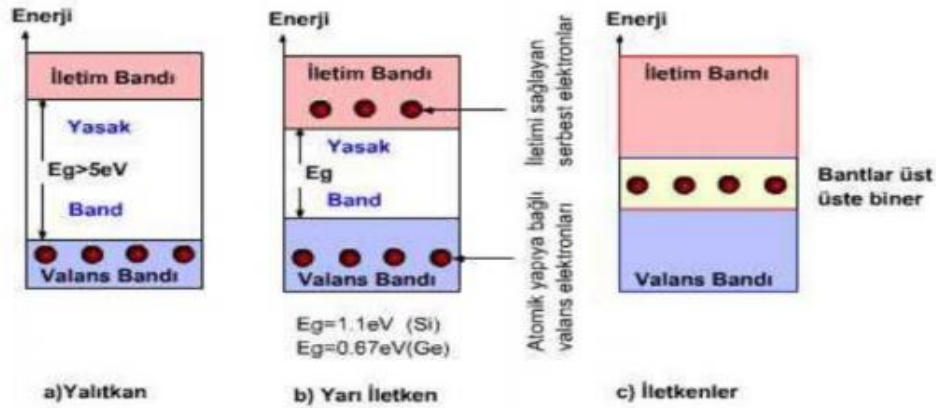 Enerji
İletim Bandı
Yasak
Eg>5eV
Band
Valans Bandı
a)Yalıtkan
Enerji
İletim Bandı
Yasak
Eg
Band
Valans Bandı
Eg=1.1eV (Si)
Eg=0.67eV(Ge)
b) Yarı İletken
İletimi sağlayan
serbest elektronlar
Atomik yapıya bağlı
valans elektronları
Enerji
İletim Bandı
Bantlar üst
üste biner
Valans Bandı
c) İletkenler